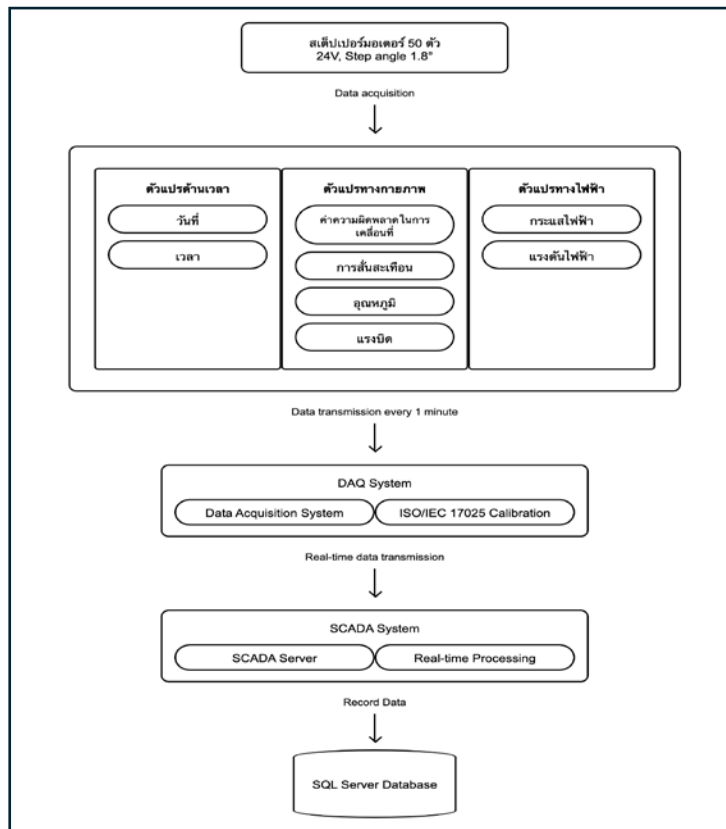 สเต็ปเปอร์มอเตอร์ 50 ตัว
24V, Step angle 1.8°
Data acquisition
ตัวแปรด้านเวลา
วันที่
เวลา
ตัวแปรทางกายภาพ
ค่าความผิดพลาดในการ
เคลื่อนที่
การสั่นสะเทือน
อุณหภูมิ
แรงบิด
ตัวแปรทางไฟฟ้า
กระแสไฟฟ้า
แรงดันไฟฟ้า
Data transmission every 1 minute
DAQ System
Data Acquisition System
ISO/IEC 17025 Calibration
Real-time data transmission
SCADA System
SCADA Server
Real-time Processing
Record Data
SQL Server Database